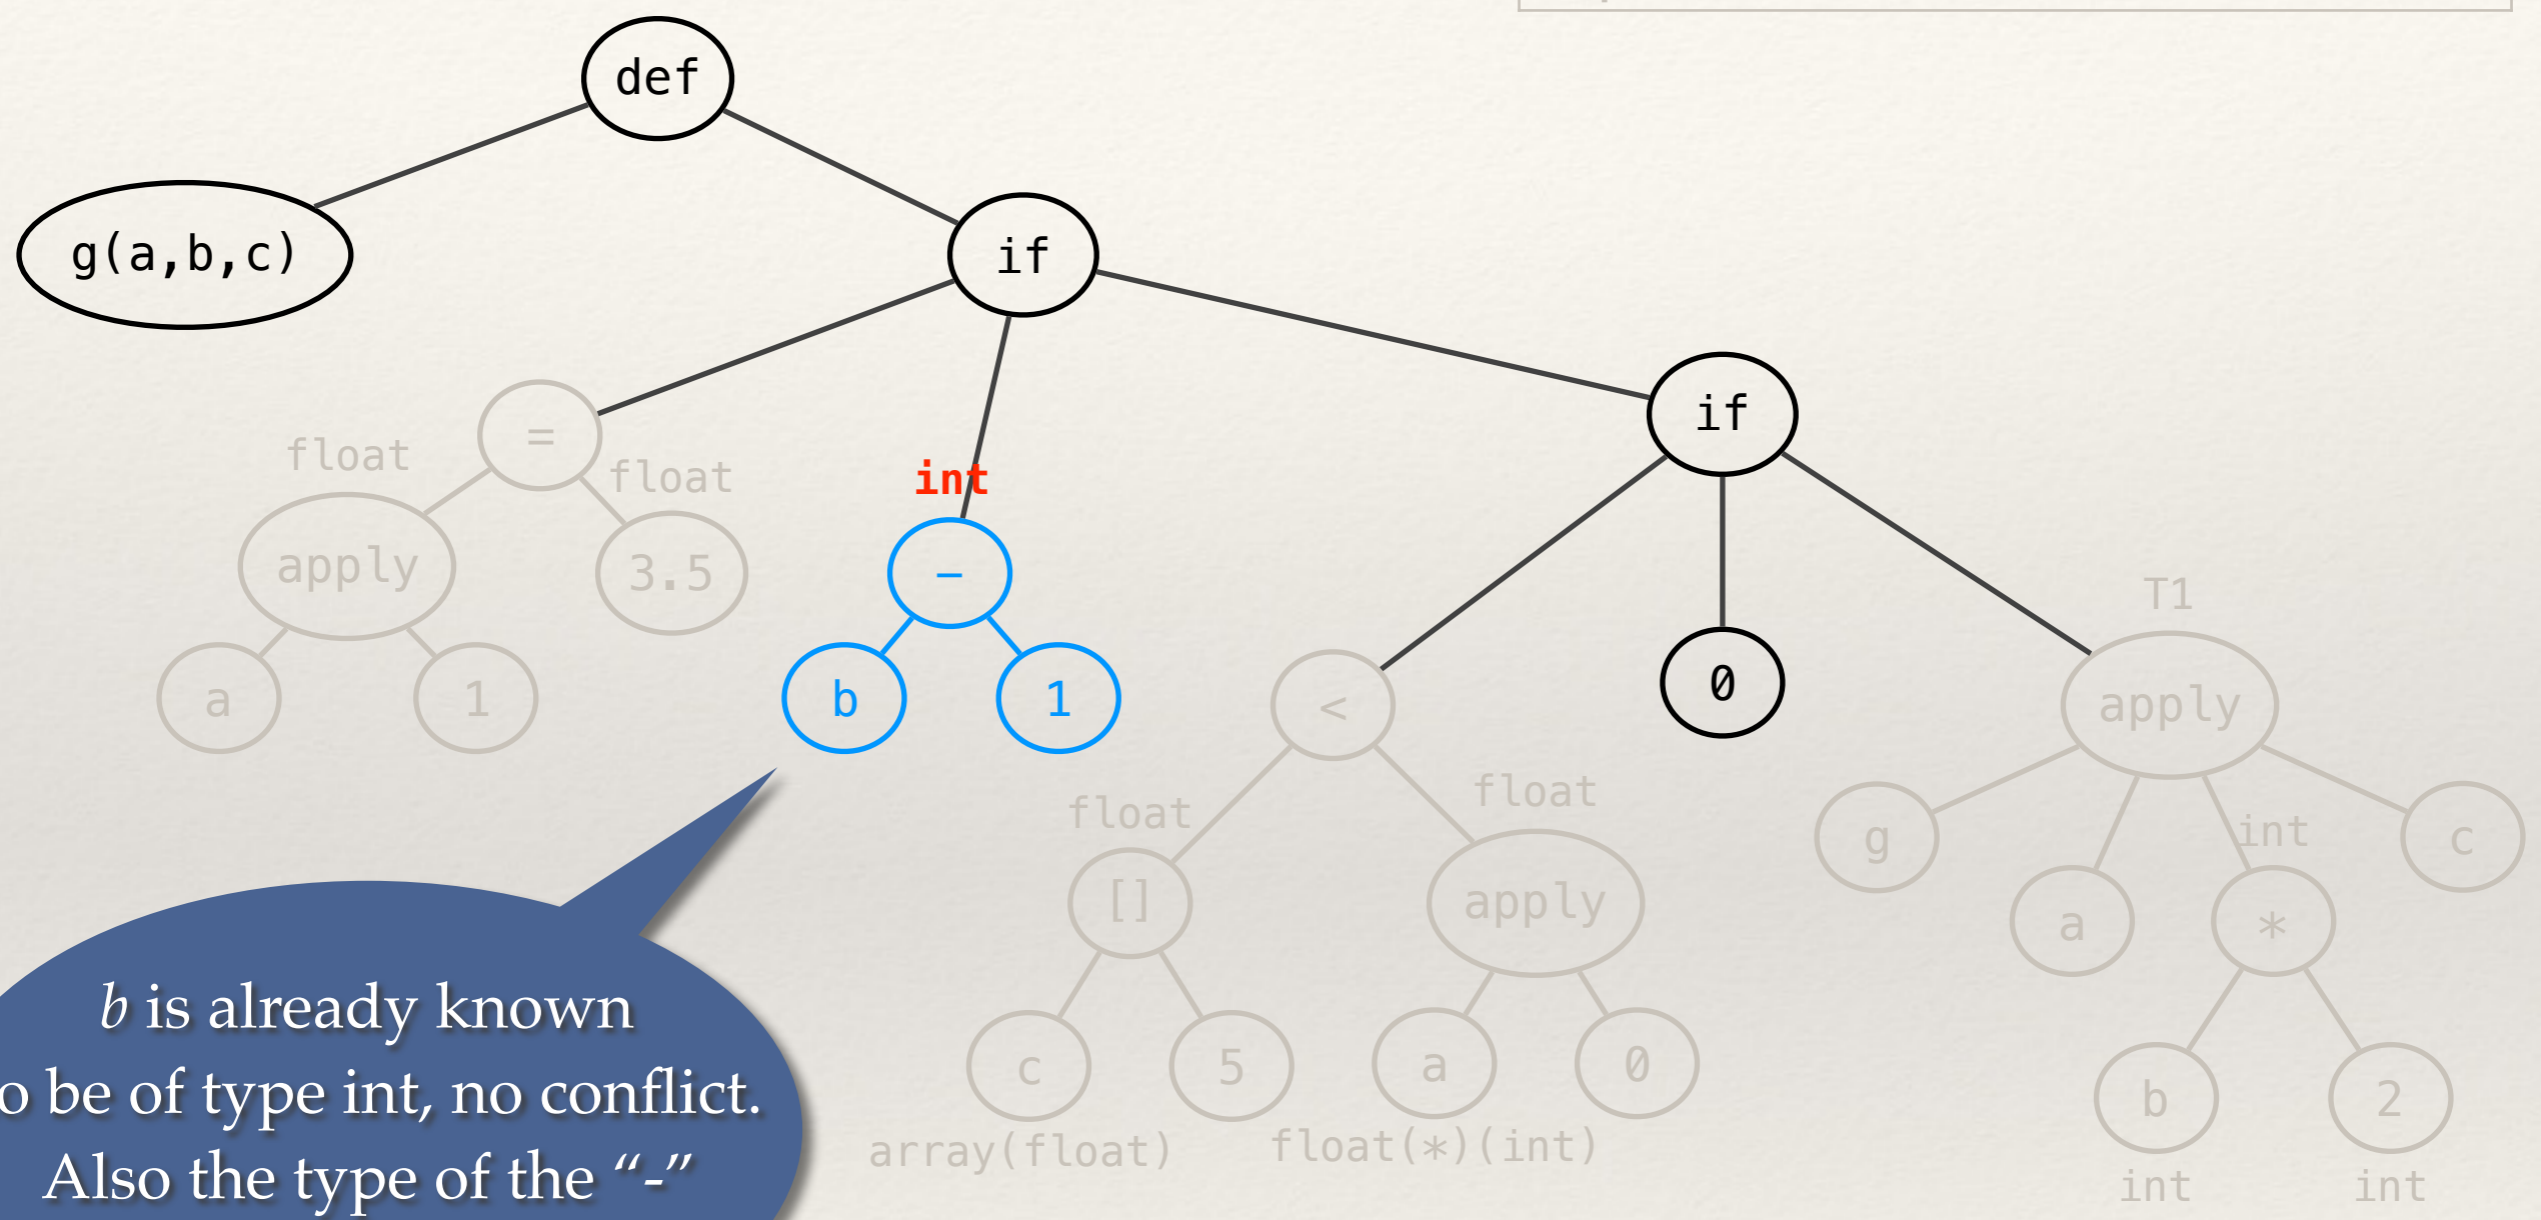 def
g(a,b,c)
if
if
=
float
float
int
apply
3.5
–
T1
a
1
b
1
<
0
apply
float
float
g
int
c
[]
apply
a
*
c
5
a
0
b
2
array(float)
float(*)(int)
int
int
b is already known
o be of type int, no conflict.
Also the type of the “-”